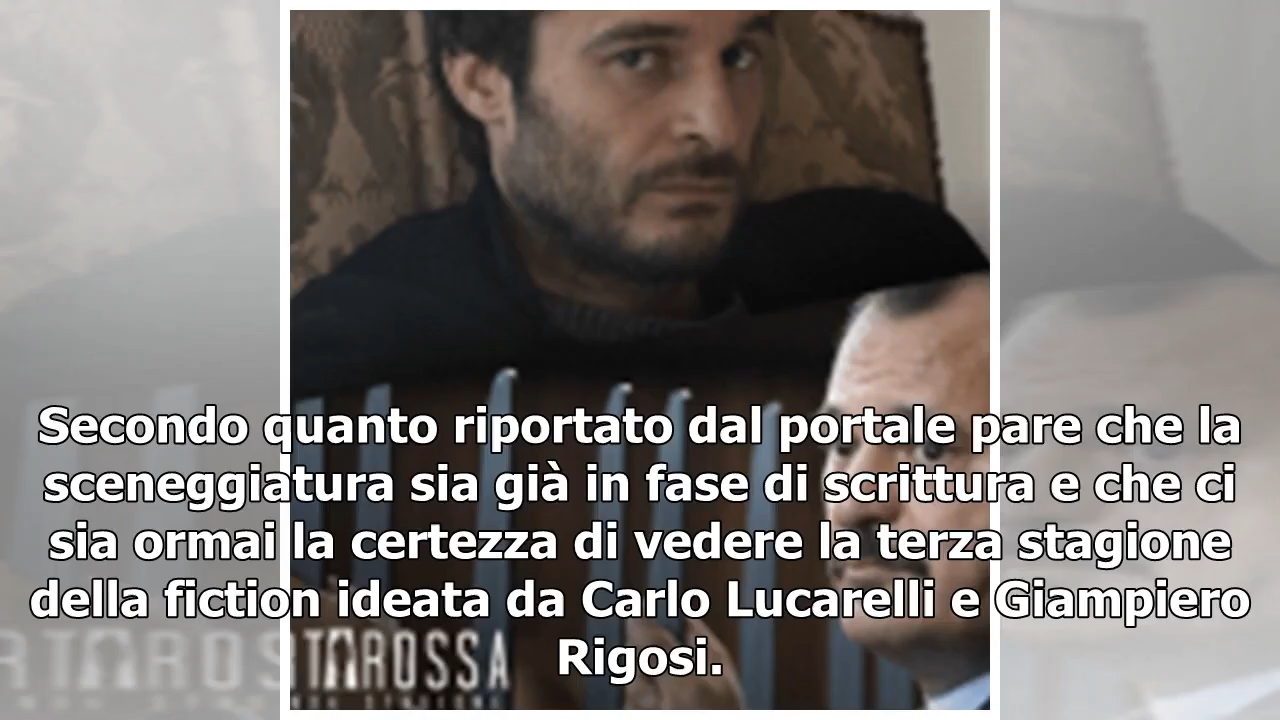 Secondo quanto riportato dal portale pare che la
sceneggiatura sia già in fase di scrittura e che ci
sia ormai la certezza di vedere la terza stagione
della fiction ideata da Carlo Lucarelli e Giampiero
Rigosi.